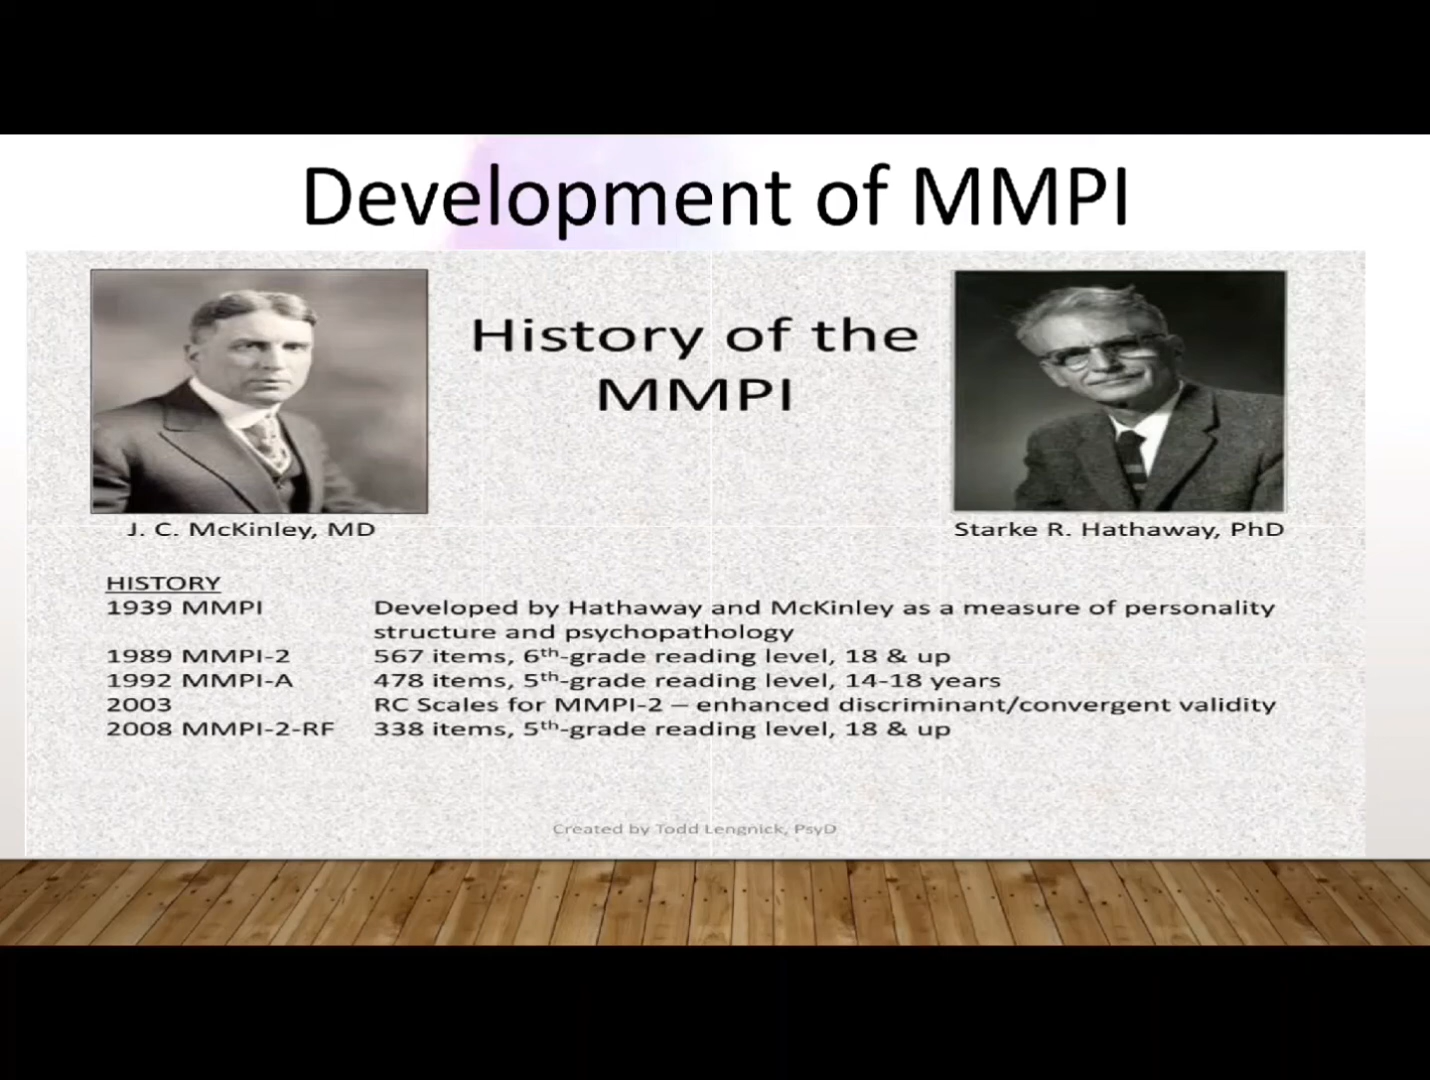 Development of MMPI
History of the
MMPI
J. C. McKinley, MD
Starke R. Hathaway, PhD
HISTORY
1939 MMPI Developed by Hathaway and McKinley as a measure of personality
structure and psychopathology
1989 MMPI-2 567 items, 6th-grade reading level, 18 & up
1992 MMPI-A 478 items, 5th-grade reading level, 14-18 years
2003 RC Scales for MMPI-2 – enhanced discriminant/convergent validity
2008 MMPI-2-RF 338 items, 5th-grade reading level, 18 & up
Created by Todd Lengnick, PsyD